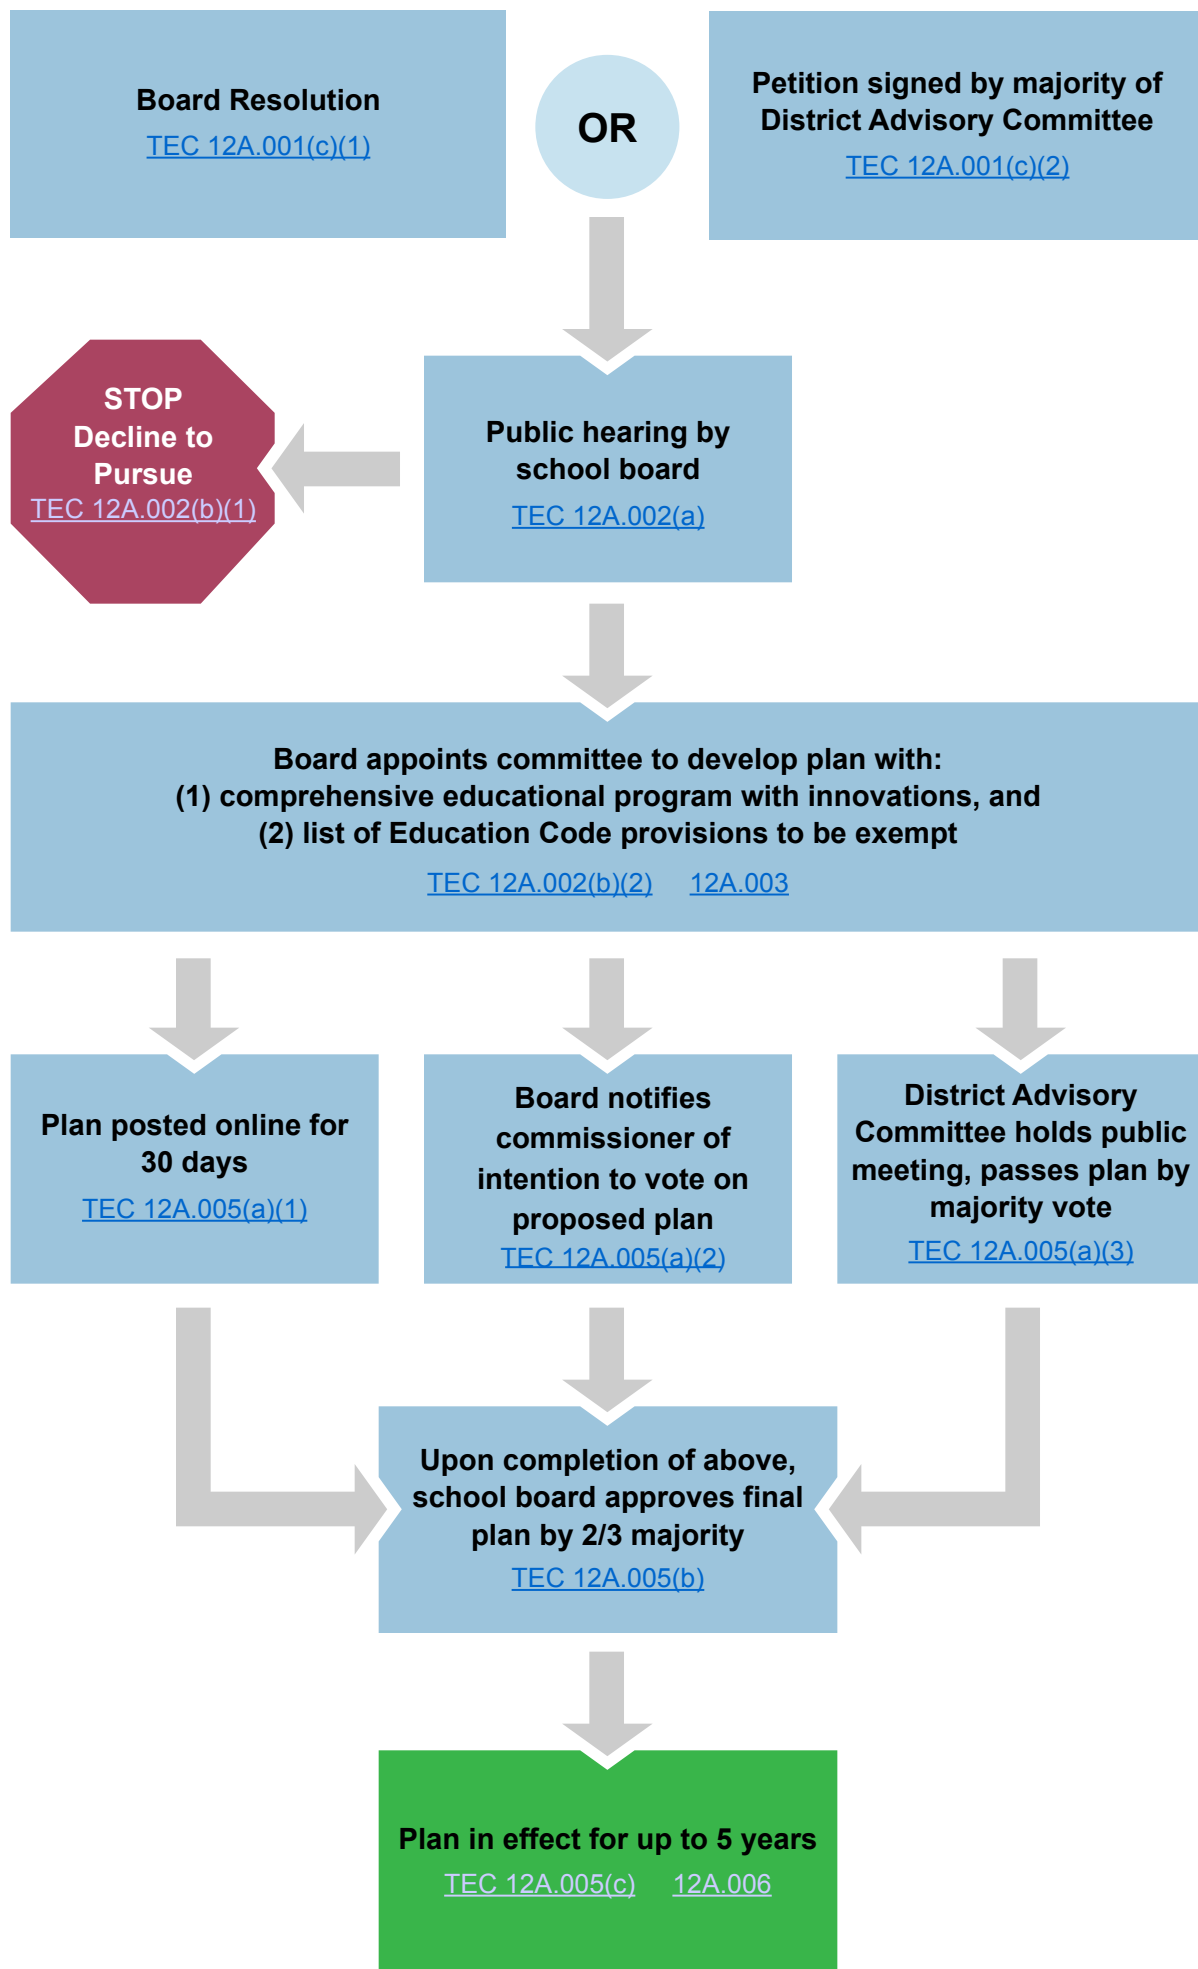 Board Resolution
TEC 12A.001(c)(1)
OR
Petition signed by majority of
District Advisory Committee
TEC 12A.001(c)(2)
STOP
Decline to
Pursue
TEC 12A.002(b)(1)
Public hearing by
school board
TEC 12A.002(a)
Board appoints committee to develop plan with:
(1) comprehensive educational program with innovations, and
(2) list of Education Code provisions to be exempt
TEC 12A.002(b)(2) 12A.003
Plan posted online for
30 days
TEC 12A.005(a)(1)
Board notifies
commissioner of
intention to vote on
proposed plan
TEC 12A.005(a)(2)
District Advisory
Committee holds public
meeting, passes plan by
majority vote
TEC 12A.005(a)(3)
Upon completion of above,
school board approves final
plan by 2/3 majority
TEC 12A.005(b)
Plan in effect for up to 5 years
TEC 12A.005(c) 12A.006